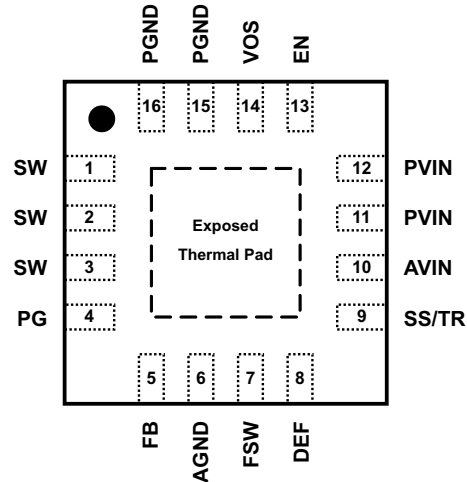 PGND
PGND
VOS
EN
16
15
14
13
SW
1
12
PVIN
SW
2
11
PVIN
SW
3
10
AVIN
PG
4
9
SS/TR
Exposed
Thermal Pad
5
6
7
8
FB
AGND
FSW
DEF